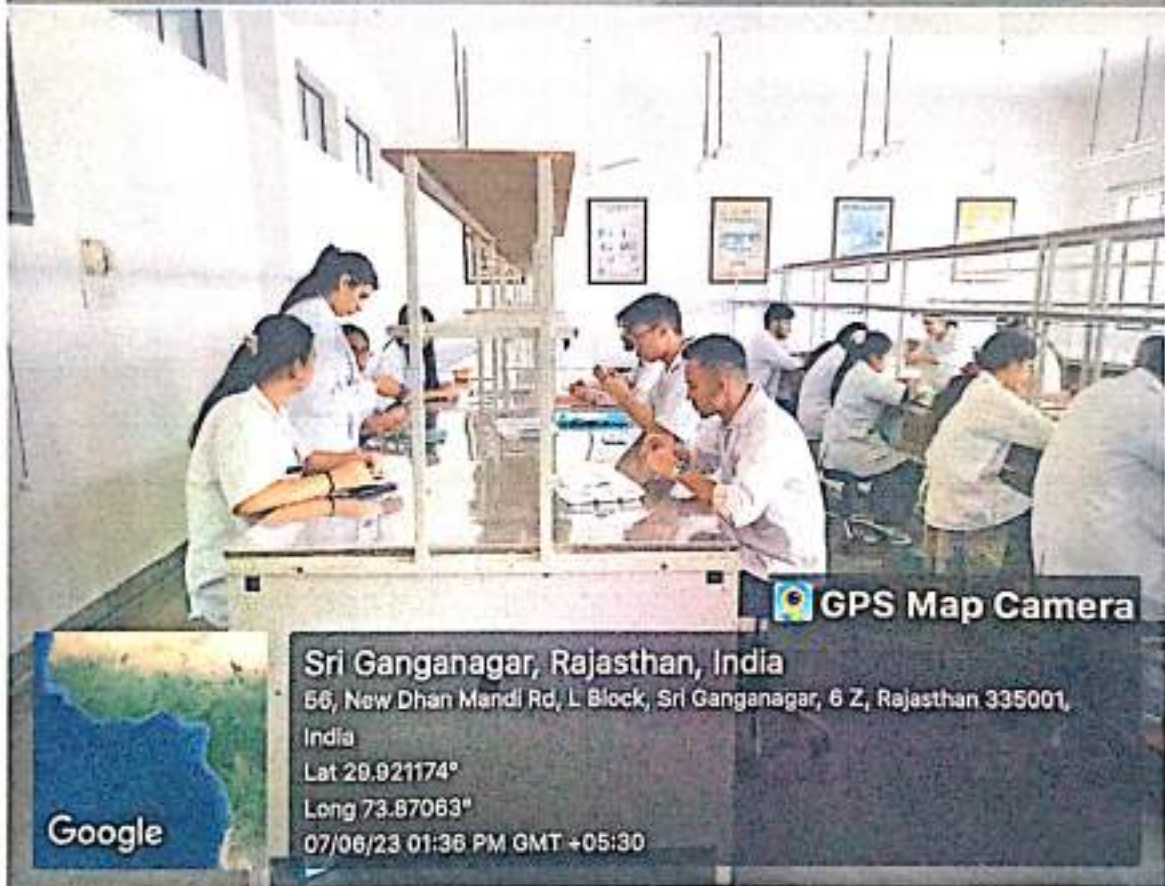 GPS Map Camera
Sri Ganganagar, Rajasthan, India
66, New Dhan Mandi Rd, L Block, Sri Ganganagar, 6 Z, Rajasthan 335001,
India
Lat 29.921174°
Long 73.87063°
07/06/23 01:36 PM GMT +05:30
Google